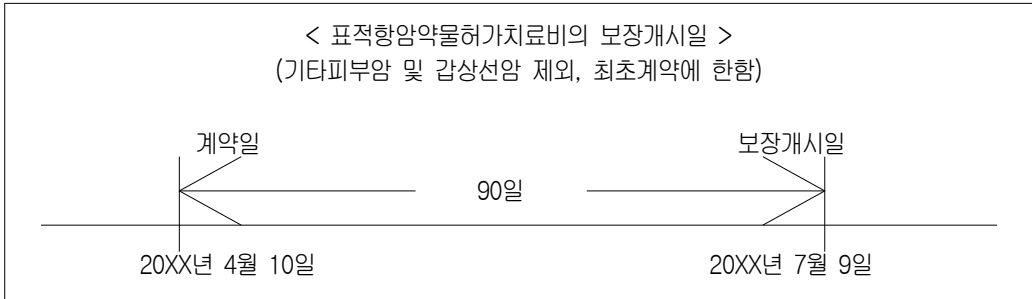 < 표적항암약물허가치료비의 보장개시일 >
(기타피부암 및 갑상선암 제외, 최초계약에 한함)
계약일 보장개시일
90일
20XX년 4월 10일 20XX년 7월 9일